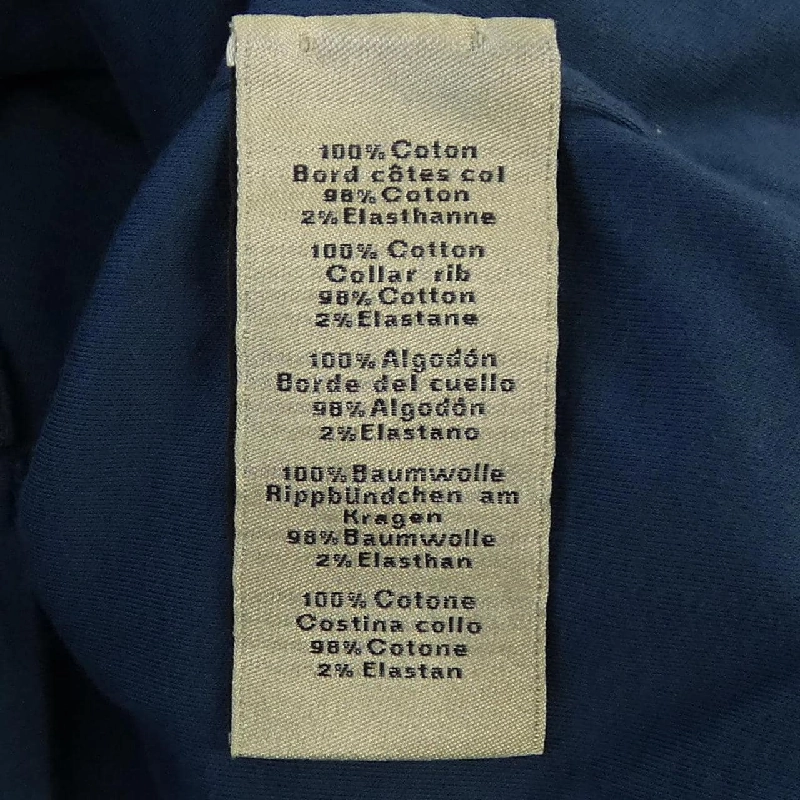 100% Coton
Bord côtes col
98% Coton
2% Elasthanne
100% Cotton
Collar rib
98% Cotton
2% Elastane
100% Algodón
Borde del cuello
98% Algodón
2% Elastano
100% Baumwolle
Rippbündchen am
Kragen
98% Baumwolle
2% Elasthan
100% Cotone
Costina collo
98% Cotone
2% Elastan